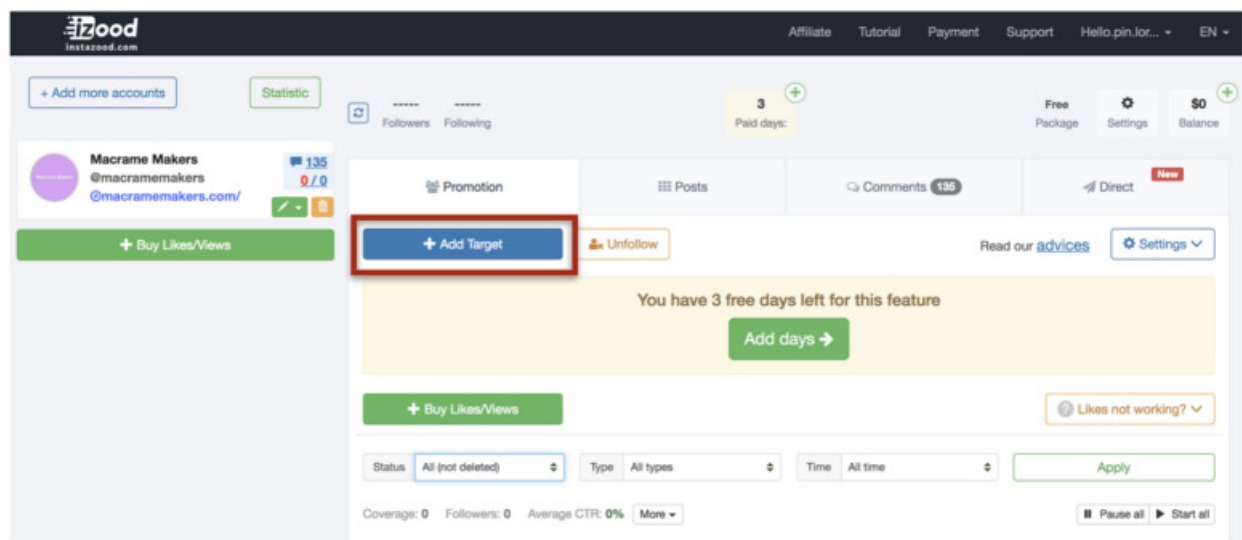 izood
instazood.com
Affiliate Tutorial Payment Support Hello.pin.lor... EN
+ Add more accounts Statistic
----- -----
Followers Following
3
Paid days:
Free
Package
Settings
$0
Balance
Macrame Makers
@macramemakers
macramemakers.com/
135
0 / 0
+ Buy Likes/Views
Promotion Posts Comments 135 Direct New
+ Add Target Unfollow Read our advices Settings
You have 3 free days left for this feature
Add days →
+ Buy Likes/Views ? Likes not working?
Status All (not deleted) Type All types Time All time Apply
Coverage: 0 Followers: 0 Average CTR: 0% More Pause all Start all